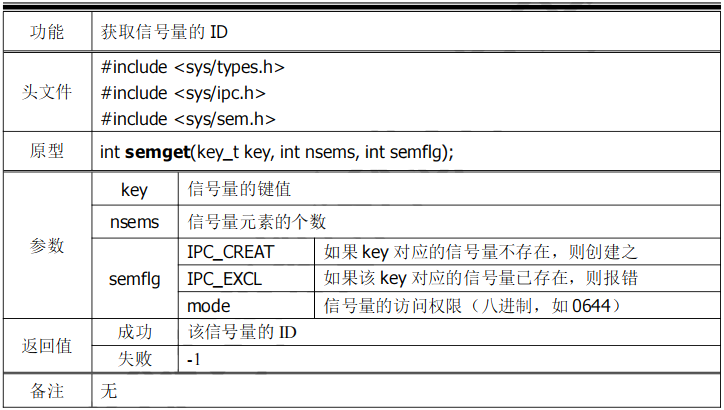 功能 获取信号量的 ID
头文件
#include <sys/types.h>
#include <sys/ipc.h>
#include <sys/sem.h>
原型 int semget(key_t key, int nsems, int semflg);
参数
key 信号量的键值
nsems 信号量元素的个数
semflg
IPC_CREAT 如果 key 对应的信号量不存在，则创建之
IPC_EXCL 如果该 key 对应的信号量已存在，则报错
mode 信号量的访问权限（八进制，如 0644）
返回值
成功 该信号量的 ID
失败 -1
备注 无